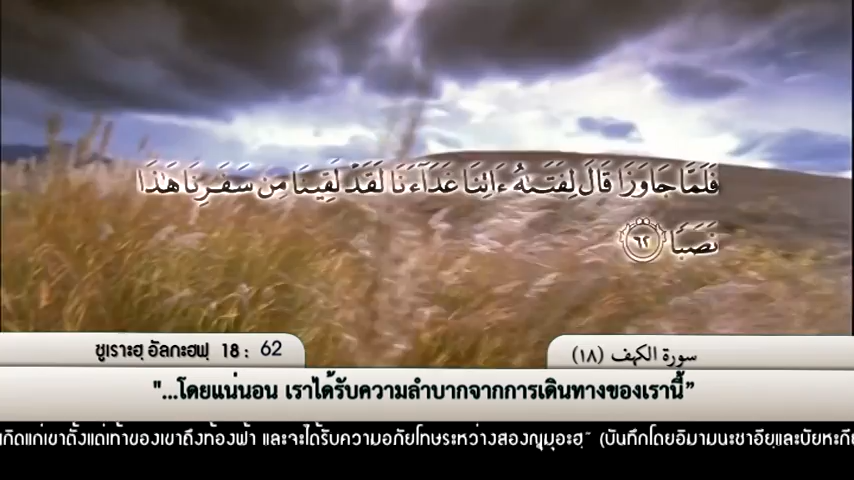 فَلَمَّا جَاوَزَا قَالَ لِفَتَىٰهُ ءَاتِنَا غَدَآءَنَا لَقَدْ لَقِينَا مِن سَفَرِنَا هَٰذَا
نَصَبًا ٦٢
ซูเราะฮฺ อัลกะฮฟฺ 18 : 62
سورة الكهف (١٨)
"...โดยแน่นอน เราได้รับความลำบากจากการเดินทางของเรานี้”
เกิดแก่เขาตั้งแต่เท้าของเขาถึงท้องฟ้า และจะได้รับความอภัยโทษระหว่างสองญุมุอะฮฺ" (บันทึกโดยอิมามนะซาอียฺและบัยหะกีย